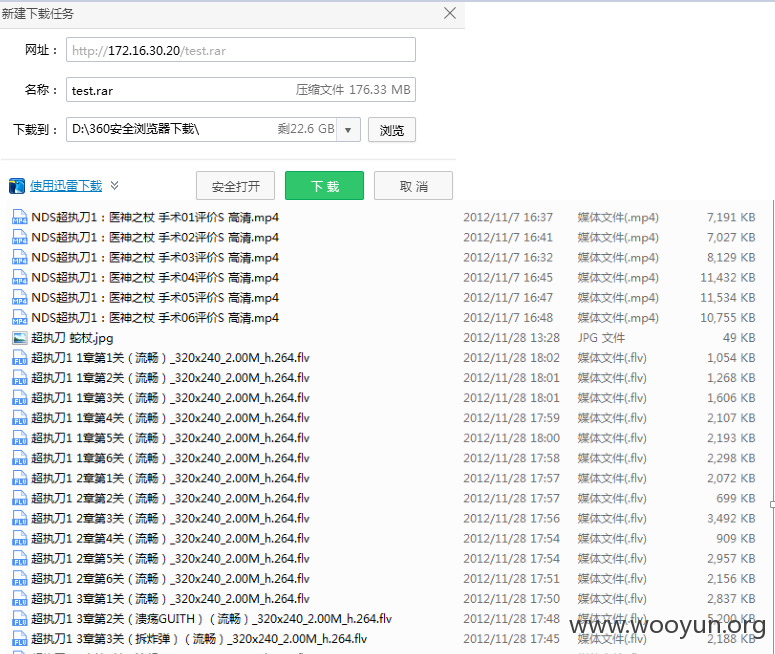 新建下载任务
网址： http://172.16.30.20/test.rar
名称： test.rar 压缩文件 176.33 MB
下载到： D:\360安全浏览器下载\ 剩22.6 GB 浏览
使用迅雷下载 安全打开 下 载 取 消
NDS超执刀1：医神之杖 手术01评价S 高清.mp4 2012/11/7 16:37 媒体文件(.mp4) 7,191 KB
NDS超执刀1：医神之杖 手术02评价S 高清.mp4 2012/11/7 16:41 媒体文件(.mp4) 7,027 KB
NDS超执刀1：医神之杖 手术03评价S 高清.mp4 2012/11/7 16:32 媒体文件(.mp4) 8,129 KB
NDS超执刀1：医神之杖 手术04评价S 高清.mp4 2012/11/7 16:45 媒体文件(.mp4) 11,432 KB
NDS超执刀1：医神之杖 手术05评价S 高清.mp4 2012/11/7 16:47 媒体文件(.mp4) 11,534 KB
NDS超执刀1：医神之杖 手术06评价S 高清.mp4 2012/11/7 16:48 媒体文件(.mp4) 10,755 KB
超执刀 蛇杖.jpg 2012/11/28 13:28 JPG 文件 49 KB
超执刀1 1章第1关（流畅）_320x240_2.00M_h.264.flv 2012/11/28 18:02 媒体文件(.flv) 1,054 KB
超执刀1 1章第2关（流畅）_320x240_2.00M_h.264.flv 2012/11/28 18:01 媒体文件(.flv) 1,268 KB
超执刀1 1章第3关（流畅）_320x240_2.00M_h.264.flv 2012/11/28 18:01 媒体文件(.flv) 1,606 KB
超执刀1 1章第4关（流畅）_320x240_2.00M_h.264.flv 2012/11/28 17:59 媒体文件(.flv) 2,107 KB
超执刀1 1章第5关（流畅）_320x240_2.00M_h.264.flv 2012/11/28 18:00 媒体文件(.flv) 2,193 KB
超执刀1 1章第6关（流畅）_320x240_2.00M_h.264.flv 2012/11/28 17:58 媒体文件(.flv) 2,298 KB
超执刀1 2章第1关（流畅）_320x240_2.00M_h.264.flv 2012/11/28 17:57 媒体文件(.flv) 2,072 KB
超执刀1 2章第2关（流畅）_320x240_2.00M_h.264.flv 2012/11/28 17:57 媒体文件(.flv) 699 KB
超执刀1 2章第3关（流畅）_320x240_2.00M_h.264.flv 2012/11/28 17:56 媒体文件(.flv) 3,492 KB
超执刀1 2章第4关（流畅）_320x240_2.00M_h.264.flv 2012/11/28 17:54 媒体文件(.flv) 909 KB
超执刀1 2章第5关（流畅）_320x240_2.00M_h.264.flv 2012/11/28 17:54 媒体文件(.flv) 2,957 KB
超执刀1 2章第6关（流畅）_320x240_2.00M_h.264.flv 2012/11/28 17:51 媒体文件(.flv) 2,156 KB
超执刀1 3章第1关（流畅）_320x240_2.00M_h.264.flv 2012/11/28 17:50 媒体文件(.flv) 2,837 KB
超执刀1 3章第2关（溃疡GUITH）（流畅）_320x240_2.00M_h.264.flv 2012/11/28 17:48 媒体文件(.flv) 5,200 KB
www.wooyun.org
超执刀1 3章第3关（拆炸弹）（流畅）_320x240_2.00M_h.264.flv 2012/11/28 17:45 媒体文件(.flv) 2,188 KB